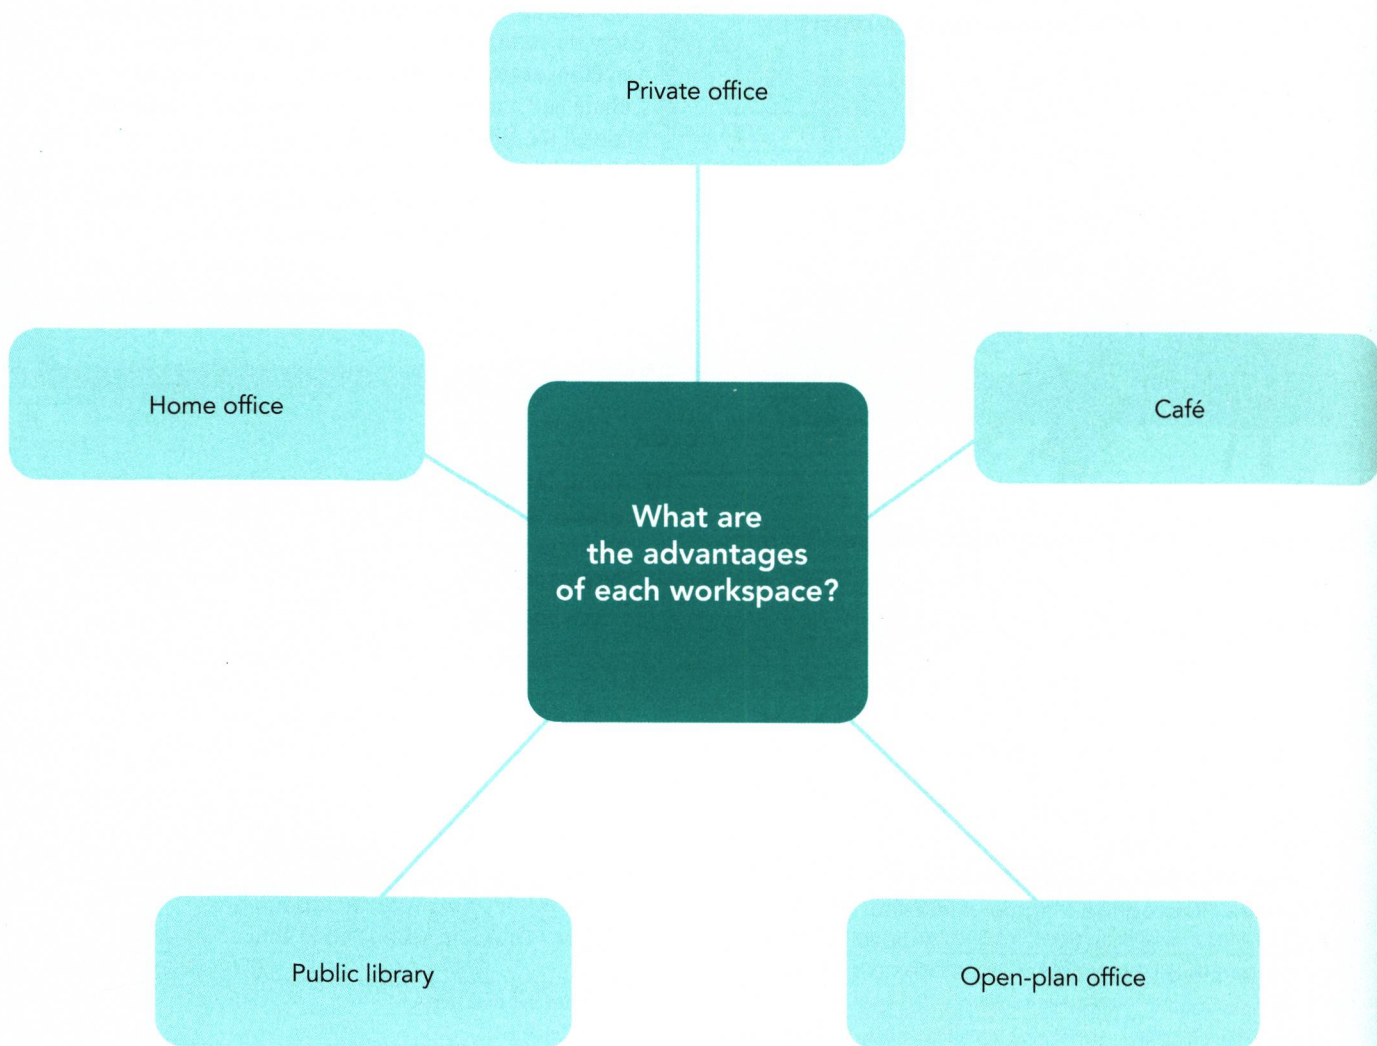 Private office
Home office
Café
What are
the advantages
of each workspace?
Public library
Open-plan office